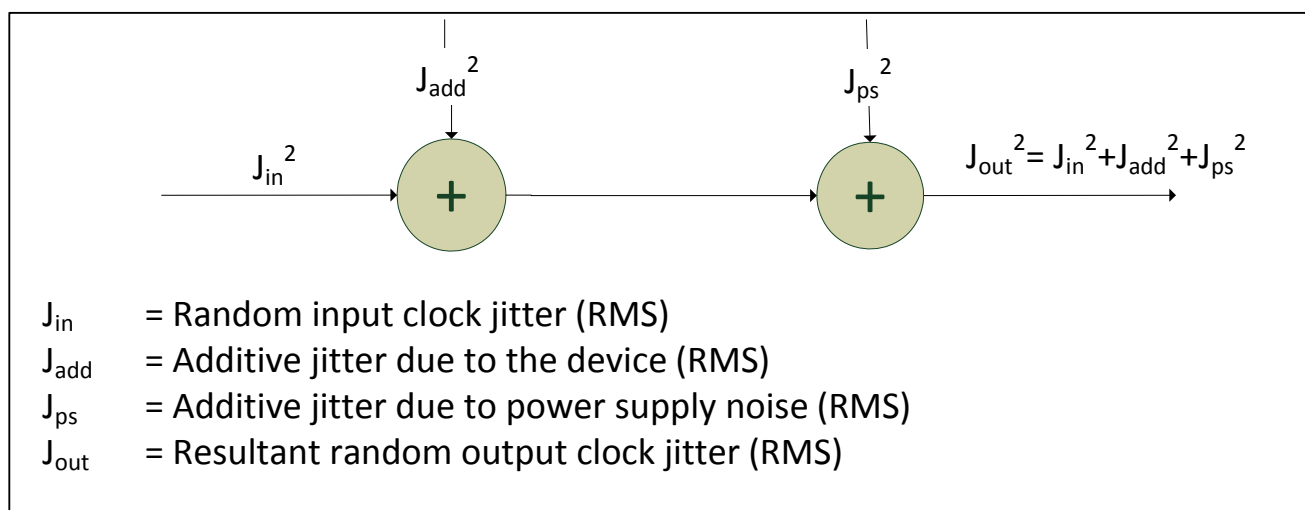 J_add^2
J_ps^2
J_in^2
J_out^2= J_in^2+J_add^2+J_ps^2
+
+
J_in = Random input clock jitter (RMS)
J_add = Additive jitter due to the device (RMS)
J_ps = Additive jitter due to power supply noise (RMS)
J_out = Resultant random output clock jitter (RMS)